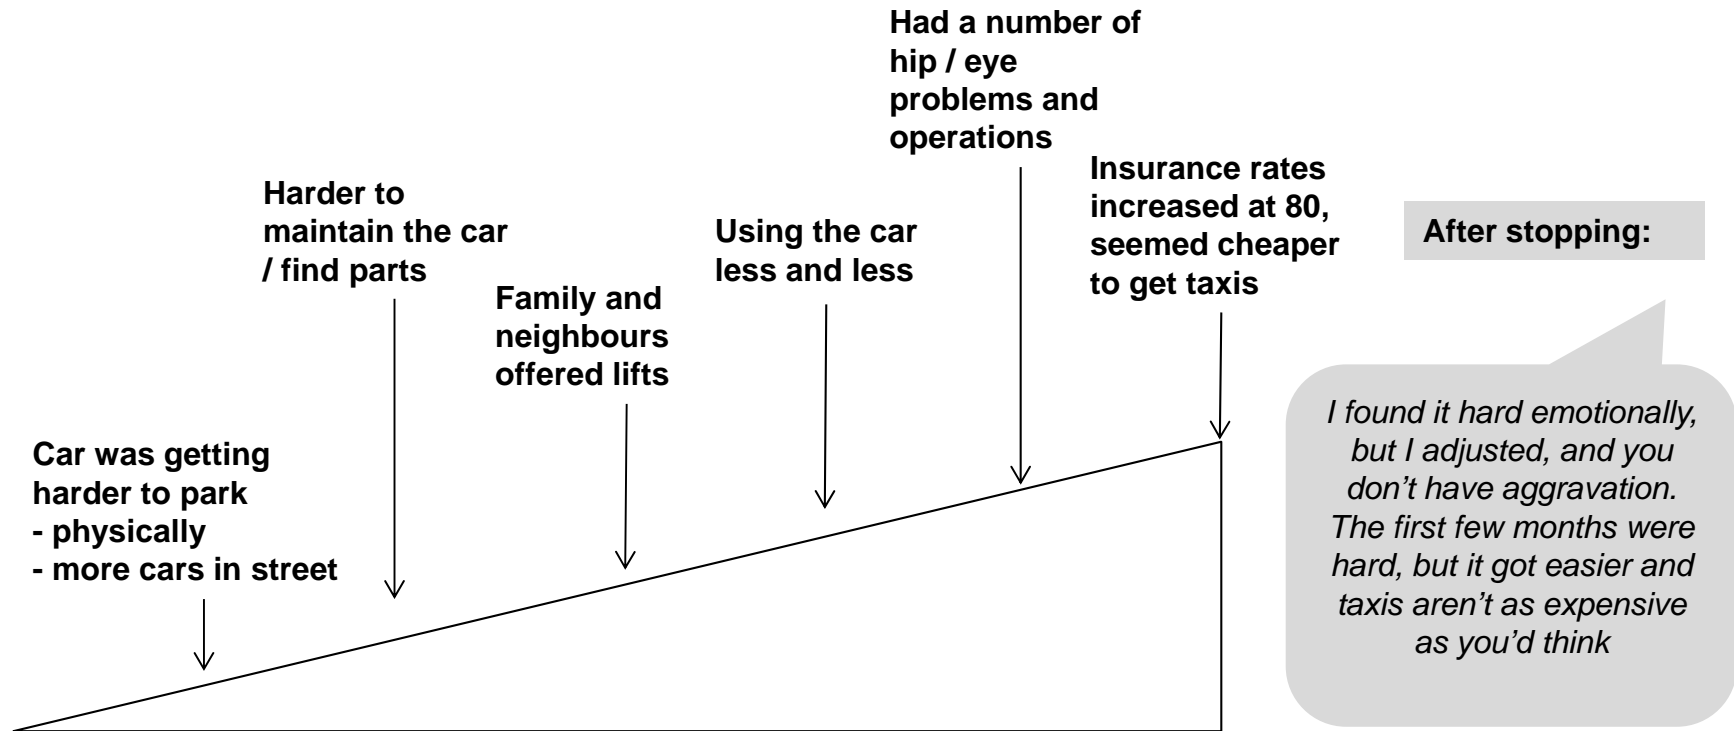 Car was getting
harder to park
- physically
- more cars in street
Harder to
maintain the car
/ find parts
Family and
neighbours
offered lifts
Using the car
less and less
Had a number of
hip / eye
problems and
operations
Insurance rates
increased at 80,
seemed cheaper
to get taxis
After stopping:
I found it hard emotionally,
but I adjusted, and you
don’t have aggravation.
The first few months were
hard, but it got easier and
taxis aren’t as expensive
as you’d think